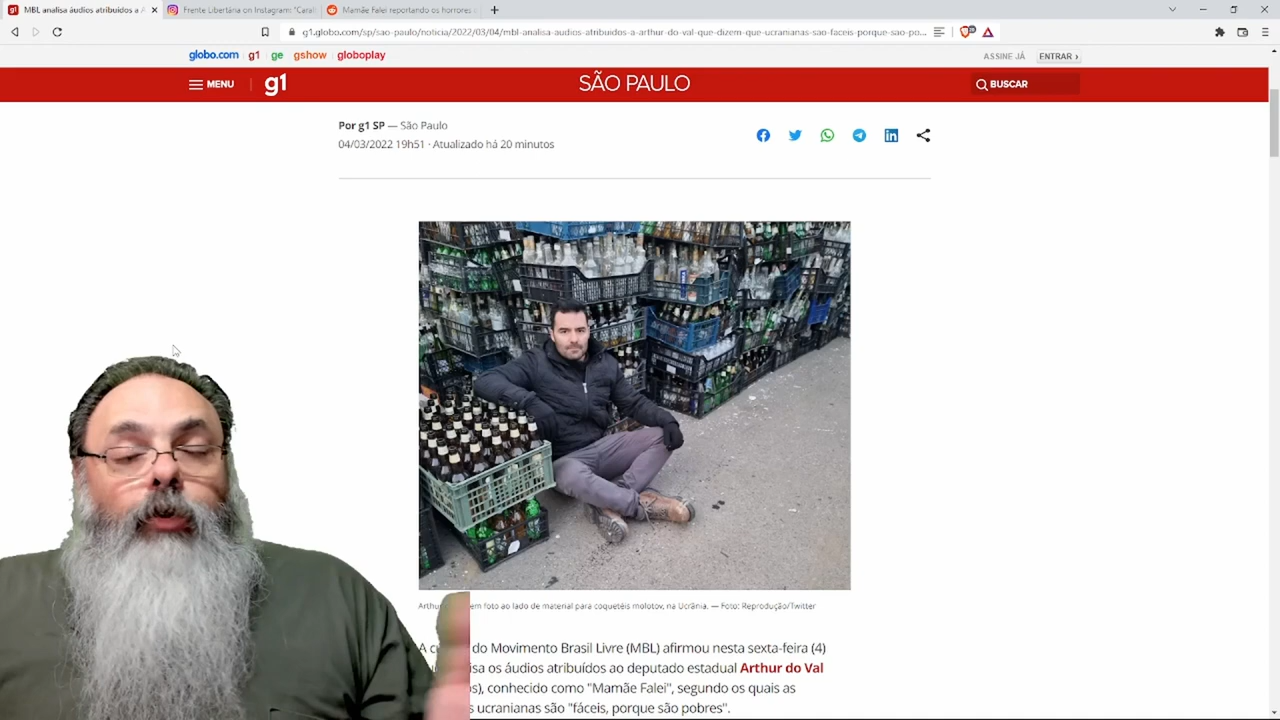 MBL analisa áudios atribuídos a A
Frente Libertária on Instagram: "Carall
Mamãe Falei reportando os horrores
g1.globo.com/sp/sao-paulo/noticia/2022/03/04/mbl-analisa-audios-atribuidos-a-arthur-do-val-que-dizem-que-ucranianas-sao-faceis-porque-sao-po...
globo.com g1 ge gshow globoplay
ASSINE JÁ ENTRAR ›
MENU g1 SÃO PAULO BUSCAR
Por g1 SP — São Paulo
04/03/2022 19h51 · Atualizado há 20 minutos
Arthur em foto ao lado de material para coquetéis molotov, na Ucrânia. — Foto: Reprodução/Twitter
A do Movimento Brasil Livre (MBL) afirmou nesta sexta-feira (4)
os áudios atribuídos ao deputado estadual Arthur do Val
conhecido como "Mamãe Falei", segundo os quais as
ucranianas são "fáceis, porque são pobres".